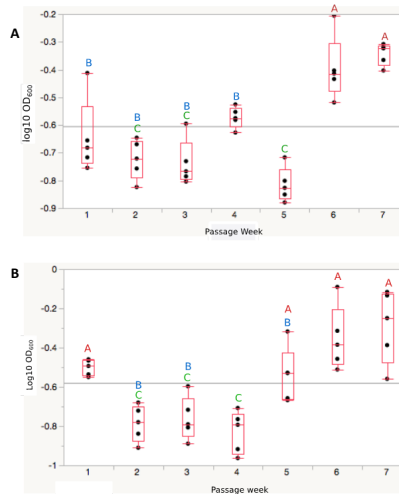 A
-0.2
-0.3
-0.4
-0.5
-0.6
-0.7
-0.8
-0.9
log10 OD600
B
B
C
B
C
B
C
A
A
1 2 3 4 5 6 7
Passage Week
B
0
-0.2
-0.4
-0.6
-0.8
-1
Log10 OD600
A
B
C
B
C
C
A
B
A
A
1 2 3 4 5 6 7
Passage week